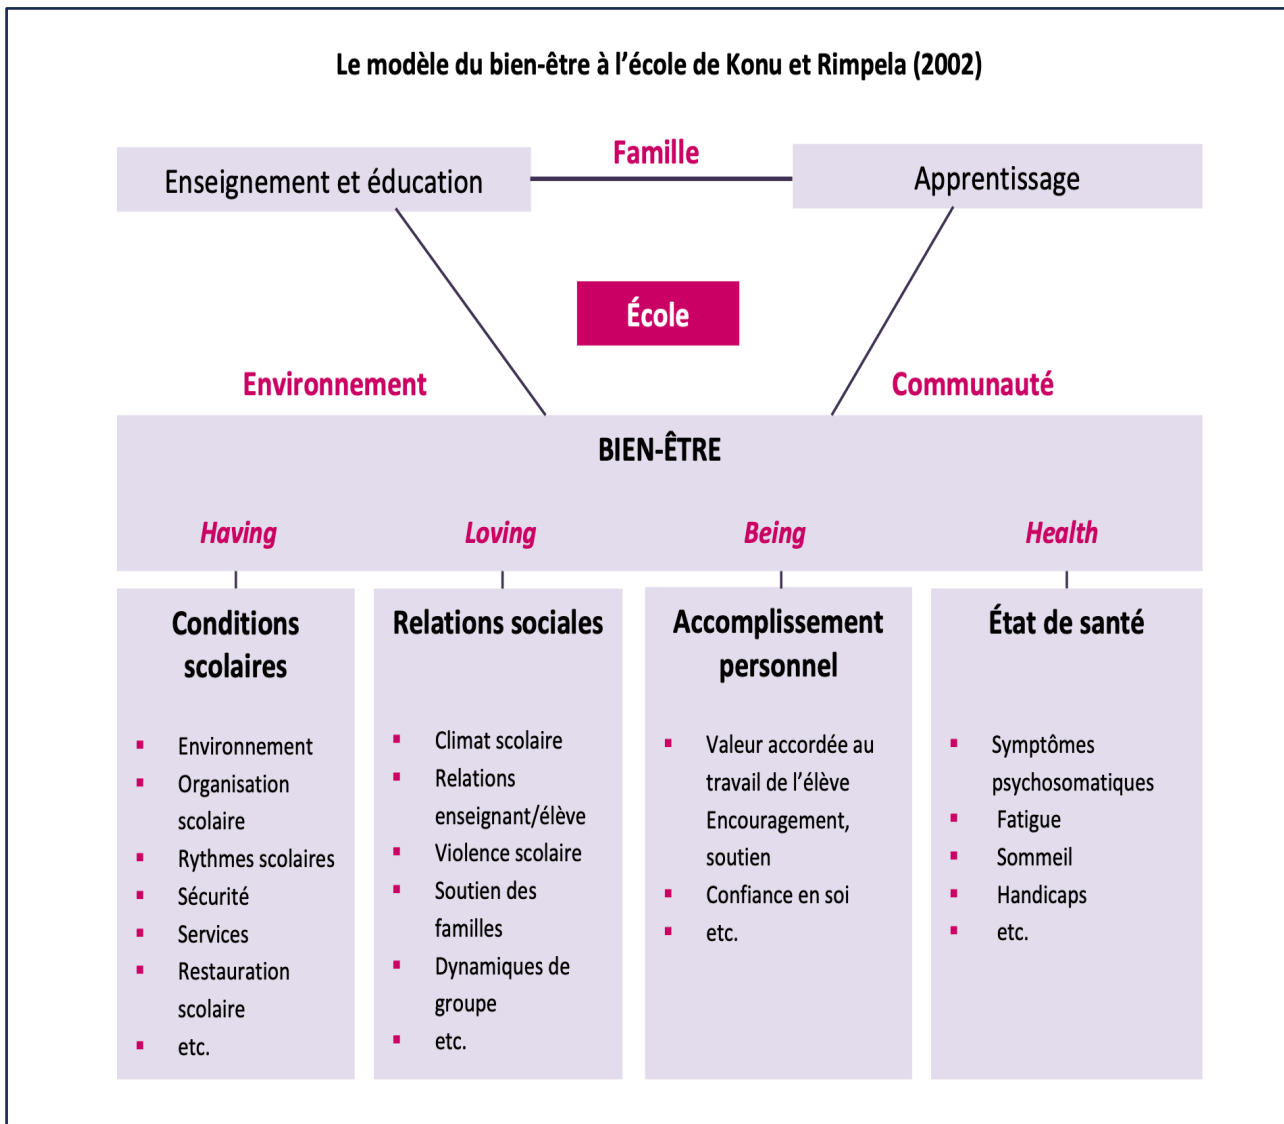 Le modèle du bien-être à l'école de Konu et Rimpela (2002)
Famille
Enseignement et éducation
Apprentissage
École
Environnement
Communauté
BIEN-ÊTRE
Having
Loving
Being
Health
Conditions
scolaires
▪ Environnement
▪ Organisation
scolaire
▪ Rythmes scolaires
▪ Sécurité
▪ Services
▪ Restauration
scolaire
▪ etc.
Relations sociales
▪ Climat scolaire
▪ Relations
enseignant/élève
▪ Violence scolaire
▪ Soutien des
familles
▪ Dynamiques de
groupe
▪ etc.
Accomplissement
personnel
▪ Valeur accordée au
travail de l'élève
Encouragement,
soutien
▪ Confiance en soi
▪ etc.
État de santé
▪ Symptômes
psychosomatiques
▪ Fatigue
▪ Sommeil
▪ Handicaps
▪ etc.